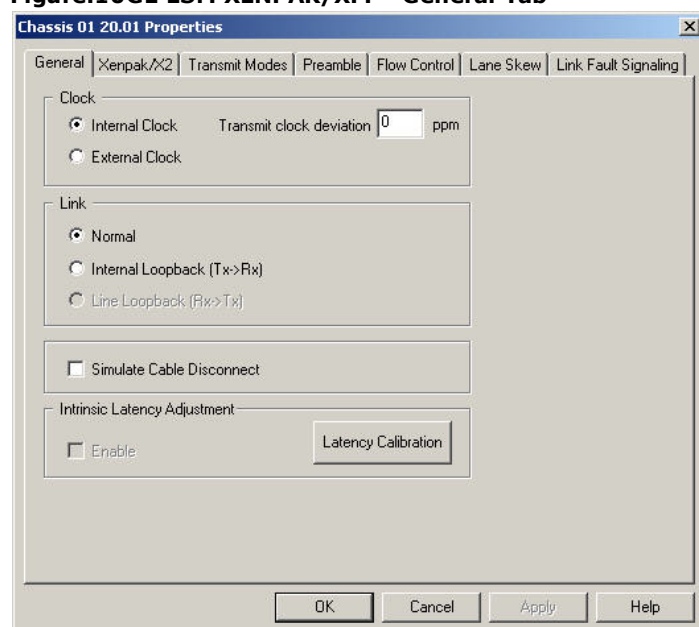 Chassis 01 20.01 Properties
General Xenpak/X2 Transmit Modes Preamble Flow Control Lane Skew Link Fault Signaling
Clock
Internal Clock Transmit clock deviation 0 ppm
External Clock
Link
Normal
Internal Loopback (Tx->Rx)
Line Loopback (Rx->Tx)
Simulate Cable Disconnect
Intrinsic Latency Adjustment
Enable Latency Calibration
OK Cancel Apply Help